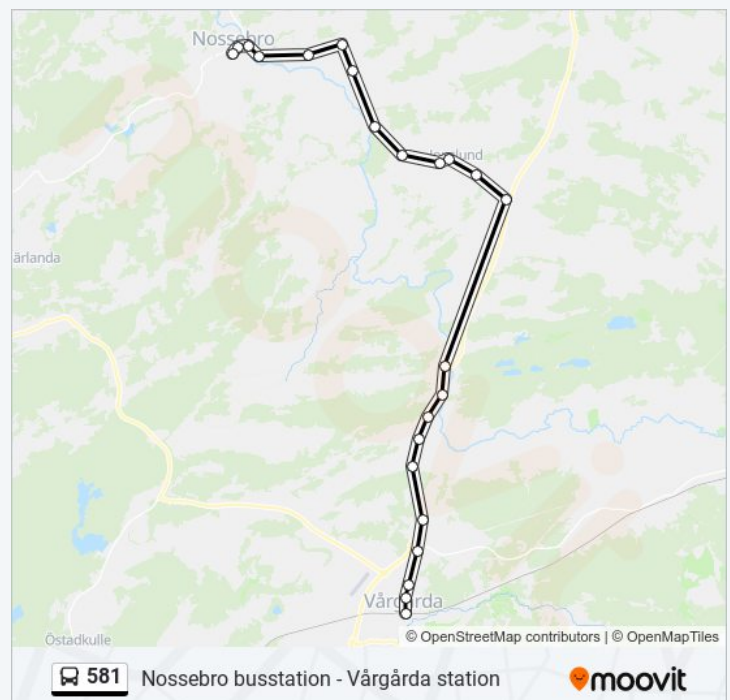 Nossebro
ärlanda
Vårgårda
Östadkulle
© OpenStreetMap contributors | © OpenMapTiles
581
Nossebro busstation - Vårgårda station
moovit